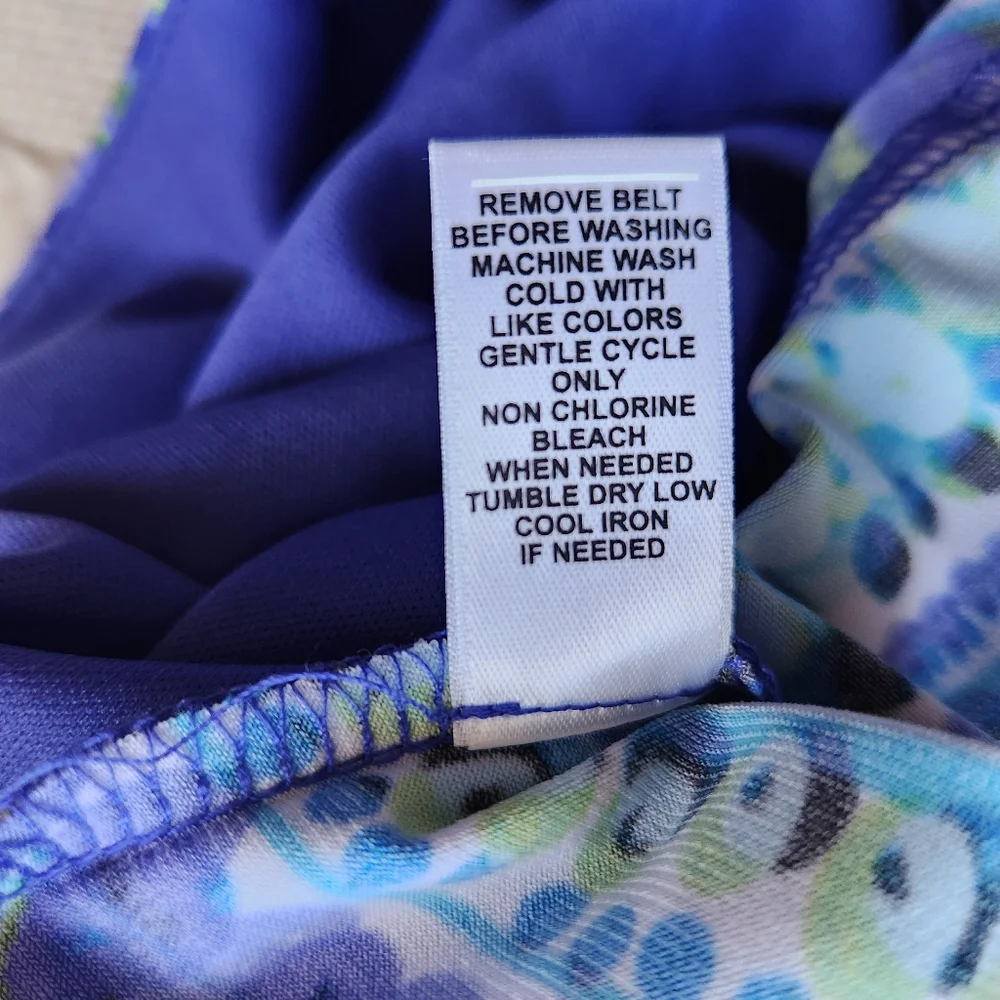 REMOVE BELT
BEFORE WASHING
MACHINE WASH
COLD WITH
LIKE COLORS
GENTLE CYCLE
ONLY
NON CHLORINE
BLEACH
WHEN NEEDED
TUMBLE DRY LOW
COOL IRON
IF NEEDED